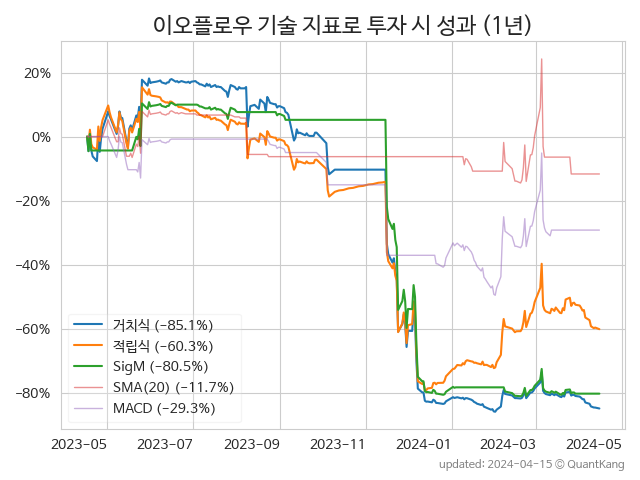 이오플로우 기술 지표로 투자 시 성과 (1년)
20%
0%
−20%
−40%
−60%
−80%
거치식 (−85.1%)
적립식 (−60.3%)
SigM (−80.5%)
SMA(20) (−11.7%)
MACD (−29.3%)
2023-05 2023-07 2023-09 2023-11 2024-01 2024-03 2024-05
updated: 2024-04-15 © QuantKang